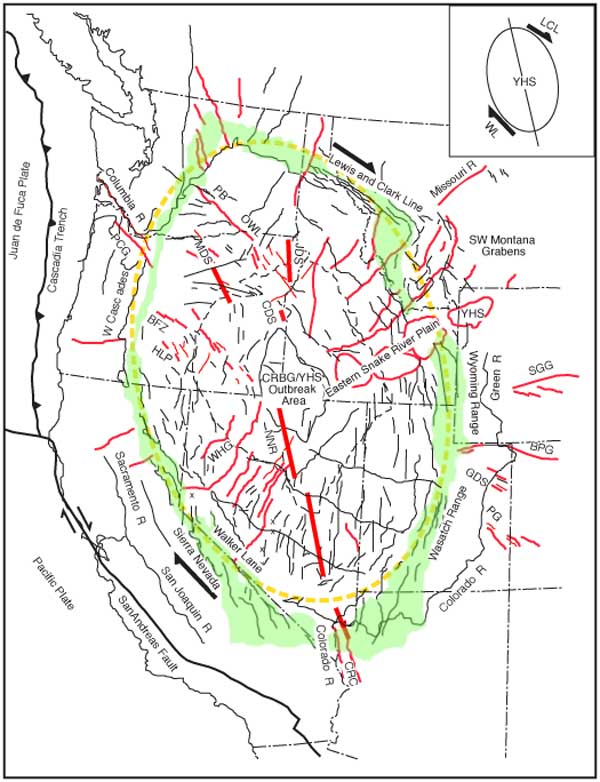 LCL
YHS
WL
Juan de Fuca Plate
Cascadia Trench
Columbia R
PCG
W Casc ades
PB
OWL
Lewis and Clark Line
Missouri R
SW Montana
Grabens
MDS
JDS
CDS
BFZ
HLP
YHS
Eastern Snake River Plain
CRBG/YHS
Outbreak
Area
Wyoming Range
Green R
SGG
BPG
GDS
PG
WHG
NNR
Sacramento R
Sierra Nevada
Walker Lane
San Joaquin R
Wasatch Range
Colorado R
Pacific Plate
SanAndreas Fault
Colorado R
CRC
x
x
x